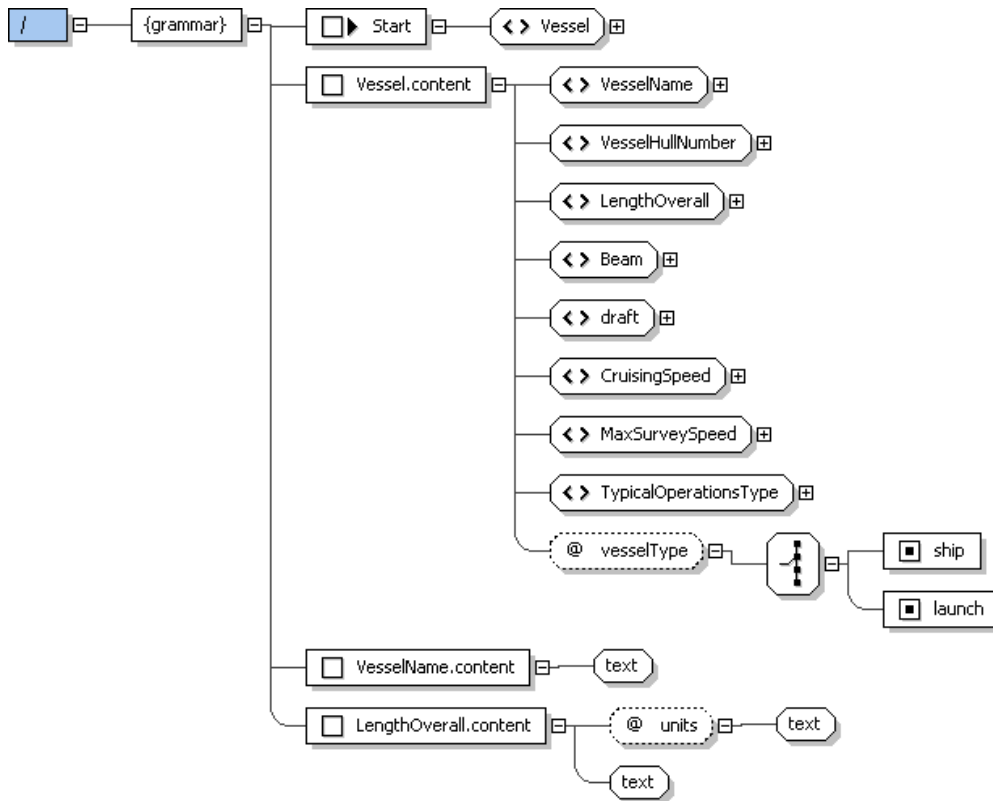 /
{grammar}
Start
Vessel
Vessel.content
VesselName
VesselHullNumber
LengthOverall
Beam
draft
CruisingSpeed
MaxSurveySpeed
TypicalOperationsType
@ vesselType
ship
launch
VesselName.content
text
LengthOverall.content
@ units
text
text